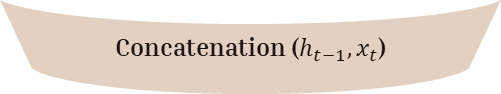 Concatenation (h_{t−1}, x_t)